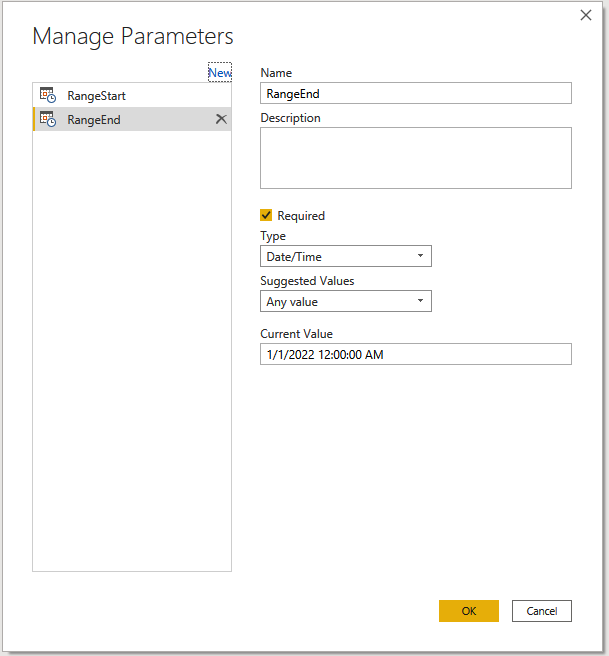 Manage Parameters
New
RangeStart
RangeEnd
Name
RangeEnd
Description
Required
Type
Date/Time
Suggested Values
Any value
Current Value
1/1/2022 12:00:00 AM
OK
Cancel